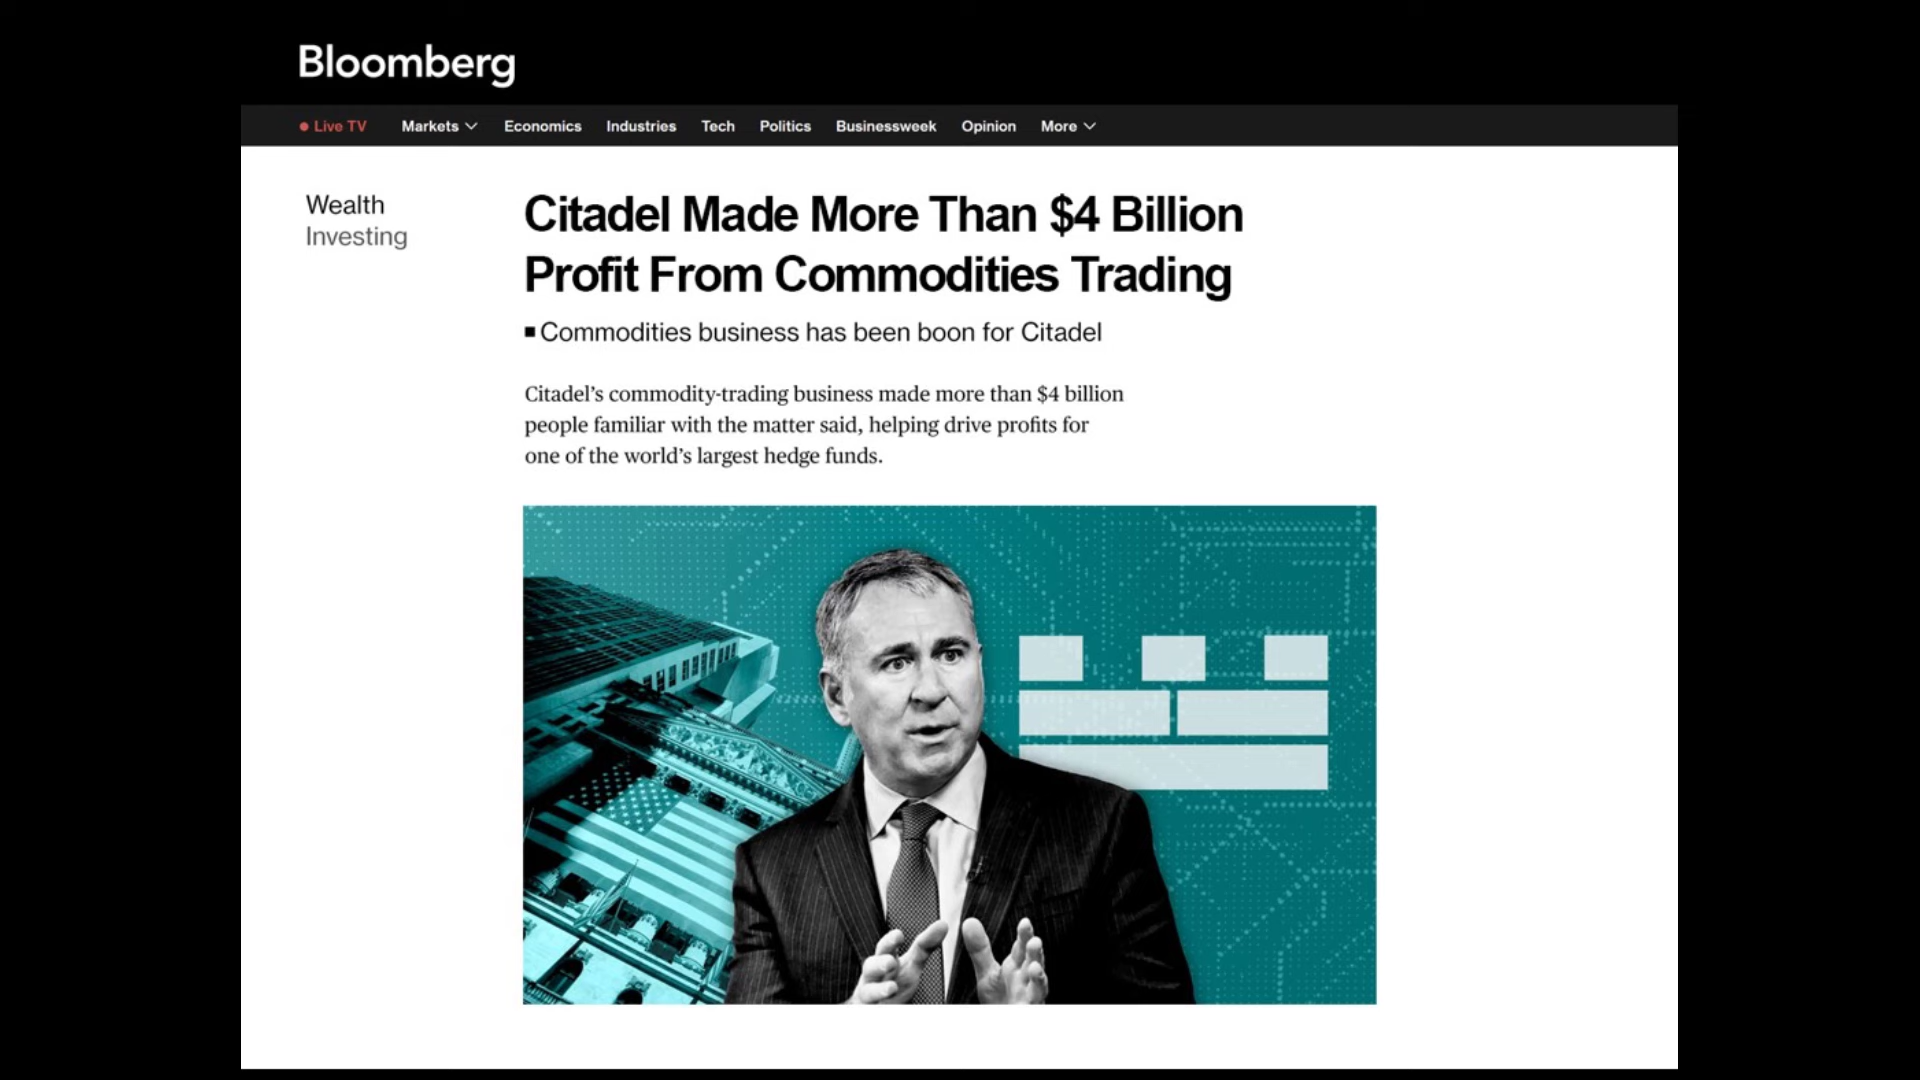 Bloomberg
Live TV Markets Economics Industries Tech Politics Businessweek Opinion More
Wealth
Investing
Citadel Made More Than $4 Billion
Profit From Commodities Trading
Commodities business has been boon for Citadel
Citadel’s commodity-trading business made more than $4 billion
people familiar with the matter said, helping drive profits for
one of the world’s largest hedge funds.